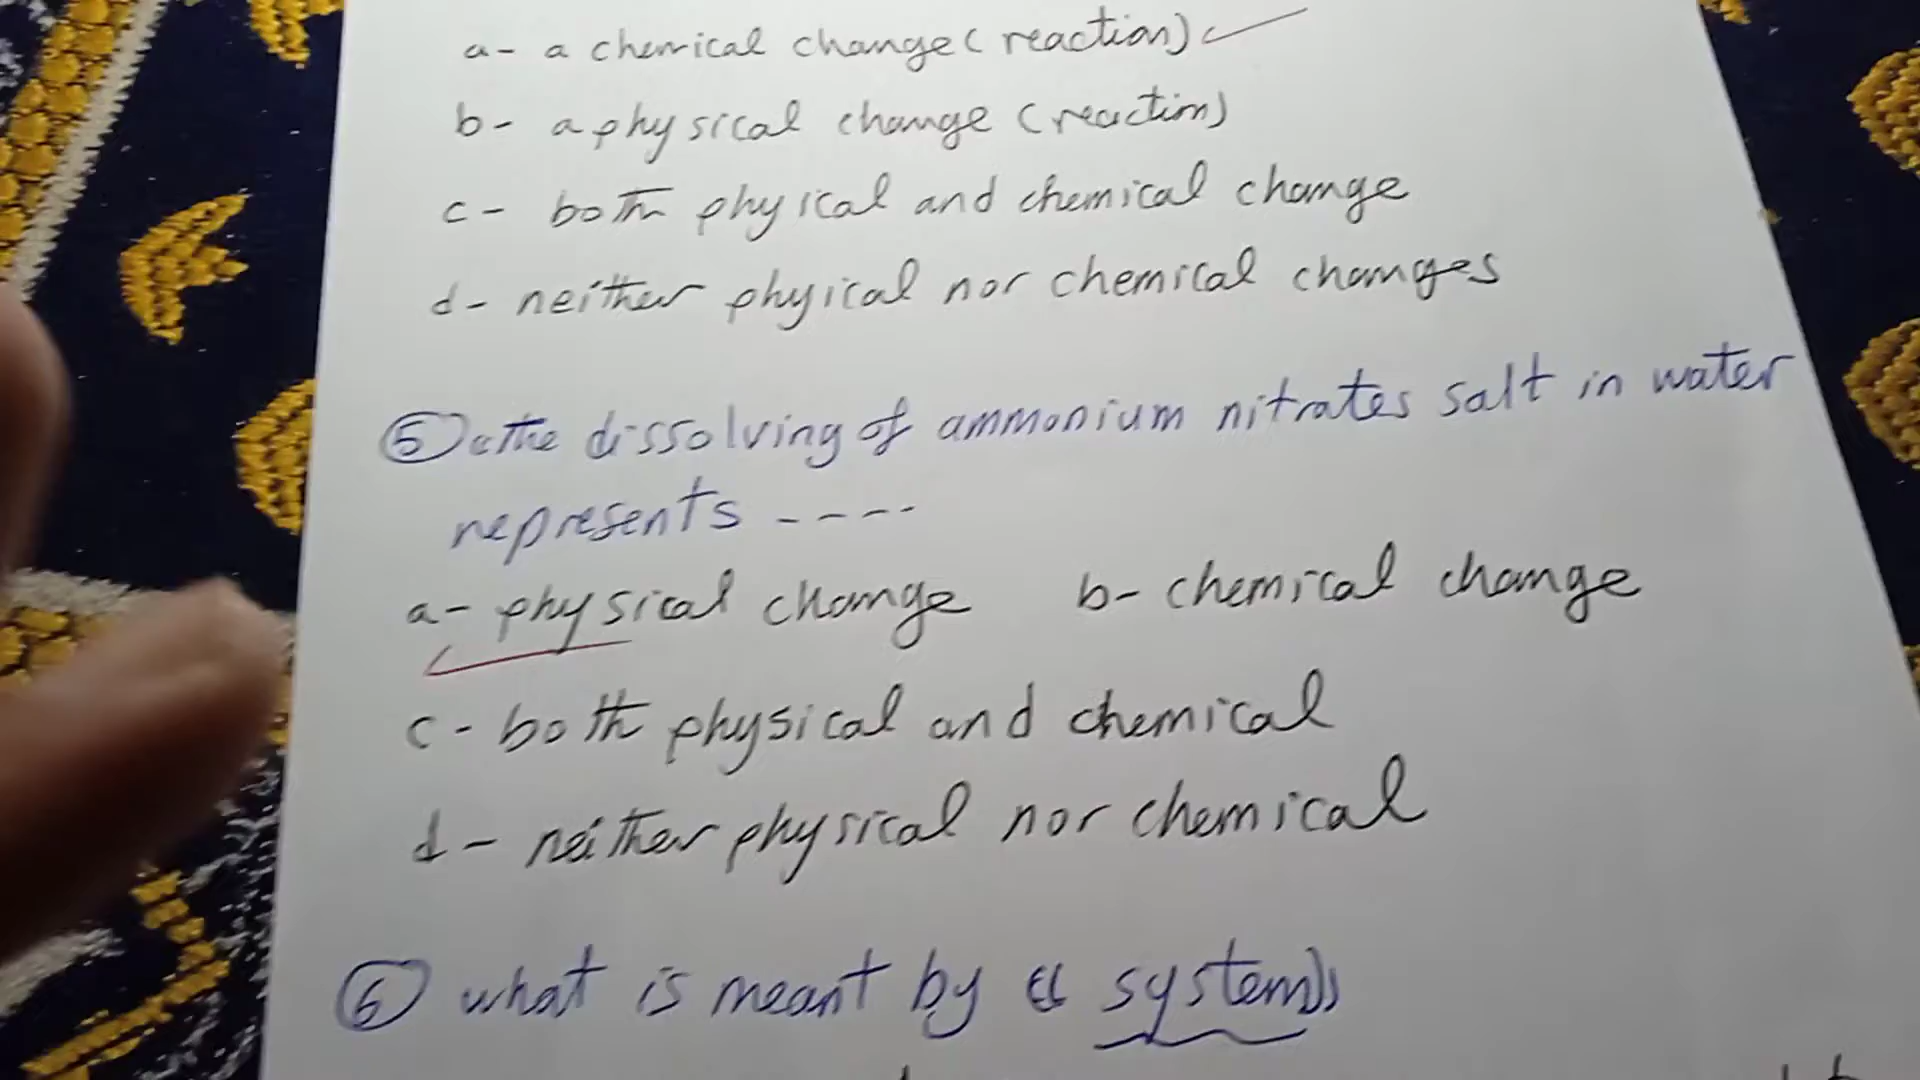 a- a chemical change (reaction)
b- a physical change (reaction)
c- both phyical and chemical change
d- neither phyical nor chemical changes
5 the dissolving of ammonium nitrates salt in water
represents ----
a- physical change b- chemical change
c- both physical and chemical
d- neither physical nor chemical
6 what is meant by (( system))